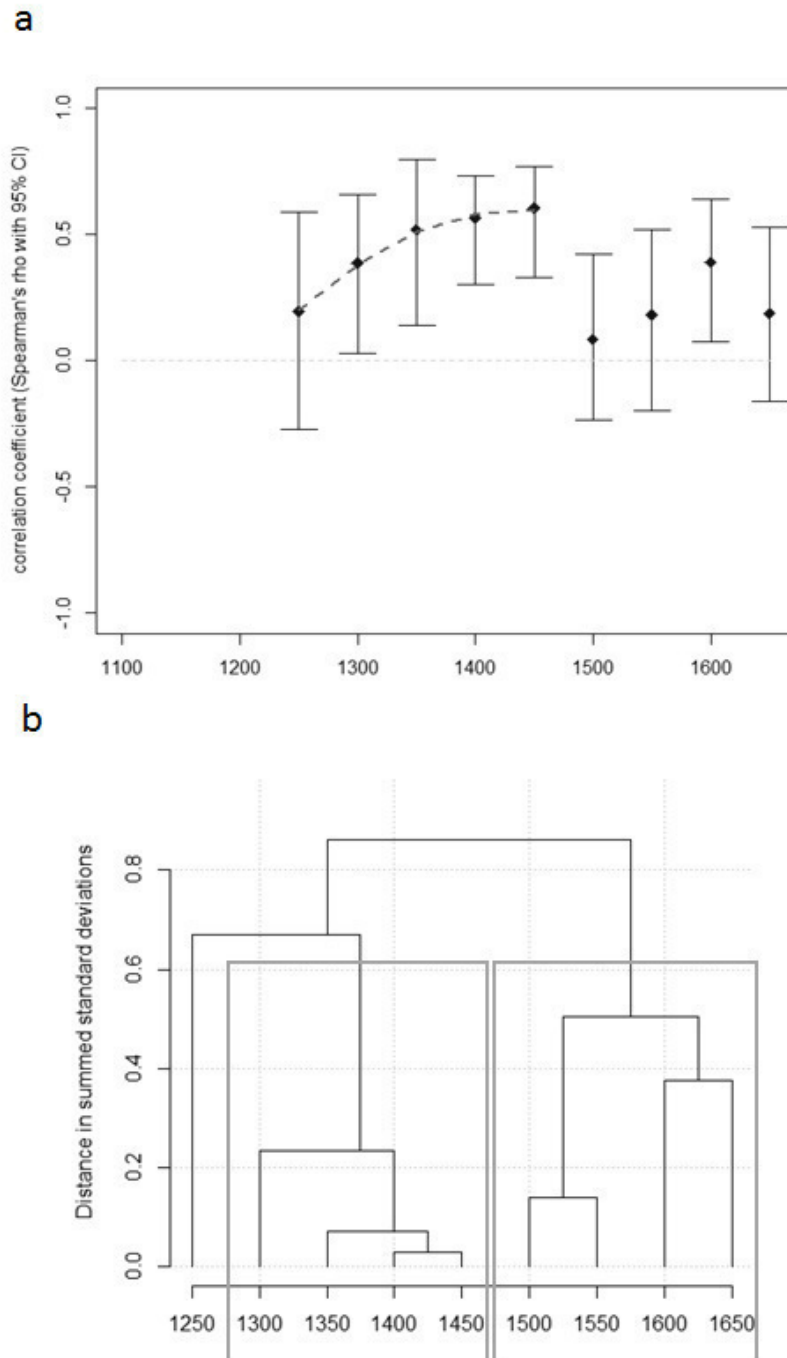 a
correlation coefficient (Spearman's rho with 95% CI)
1.0
0.5
0.0
-0.5
-1.0
1100 1200 1300 1400 1500 1600
b
Distance in summed standard deviations
0.8
0.6
0.4
0.2
0.0
1250 1300 1350 1400 1450 1500 1550 1600 1650